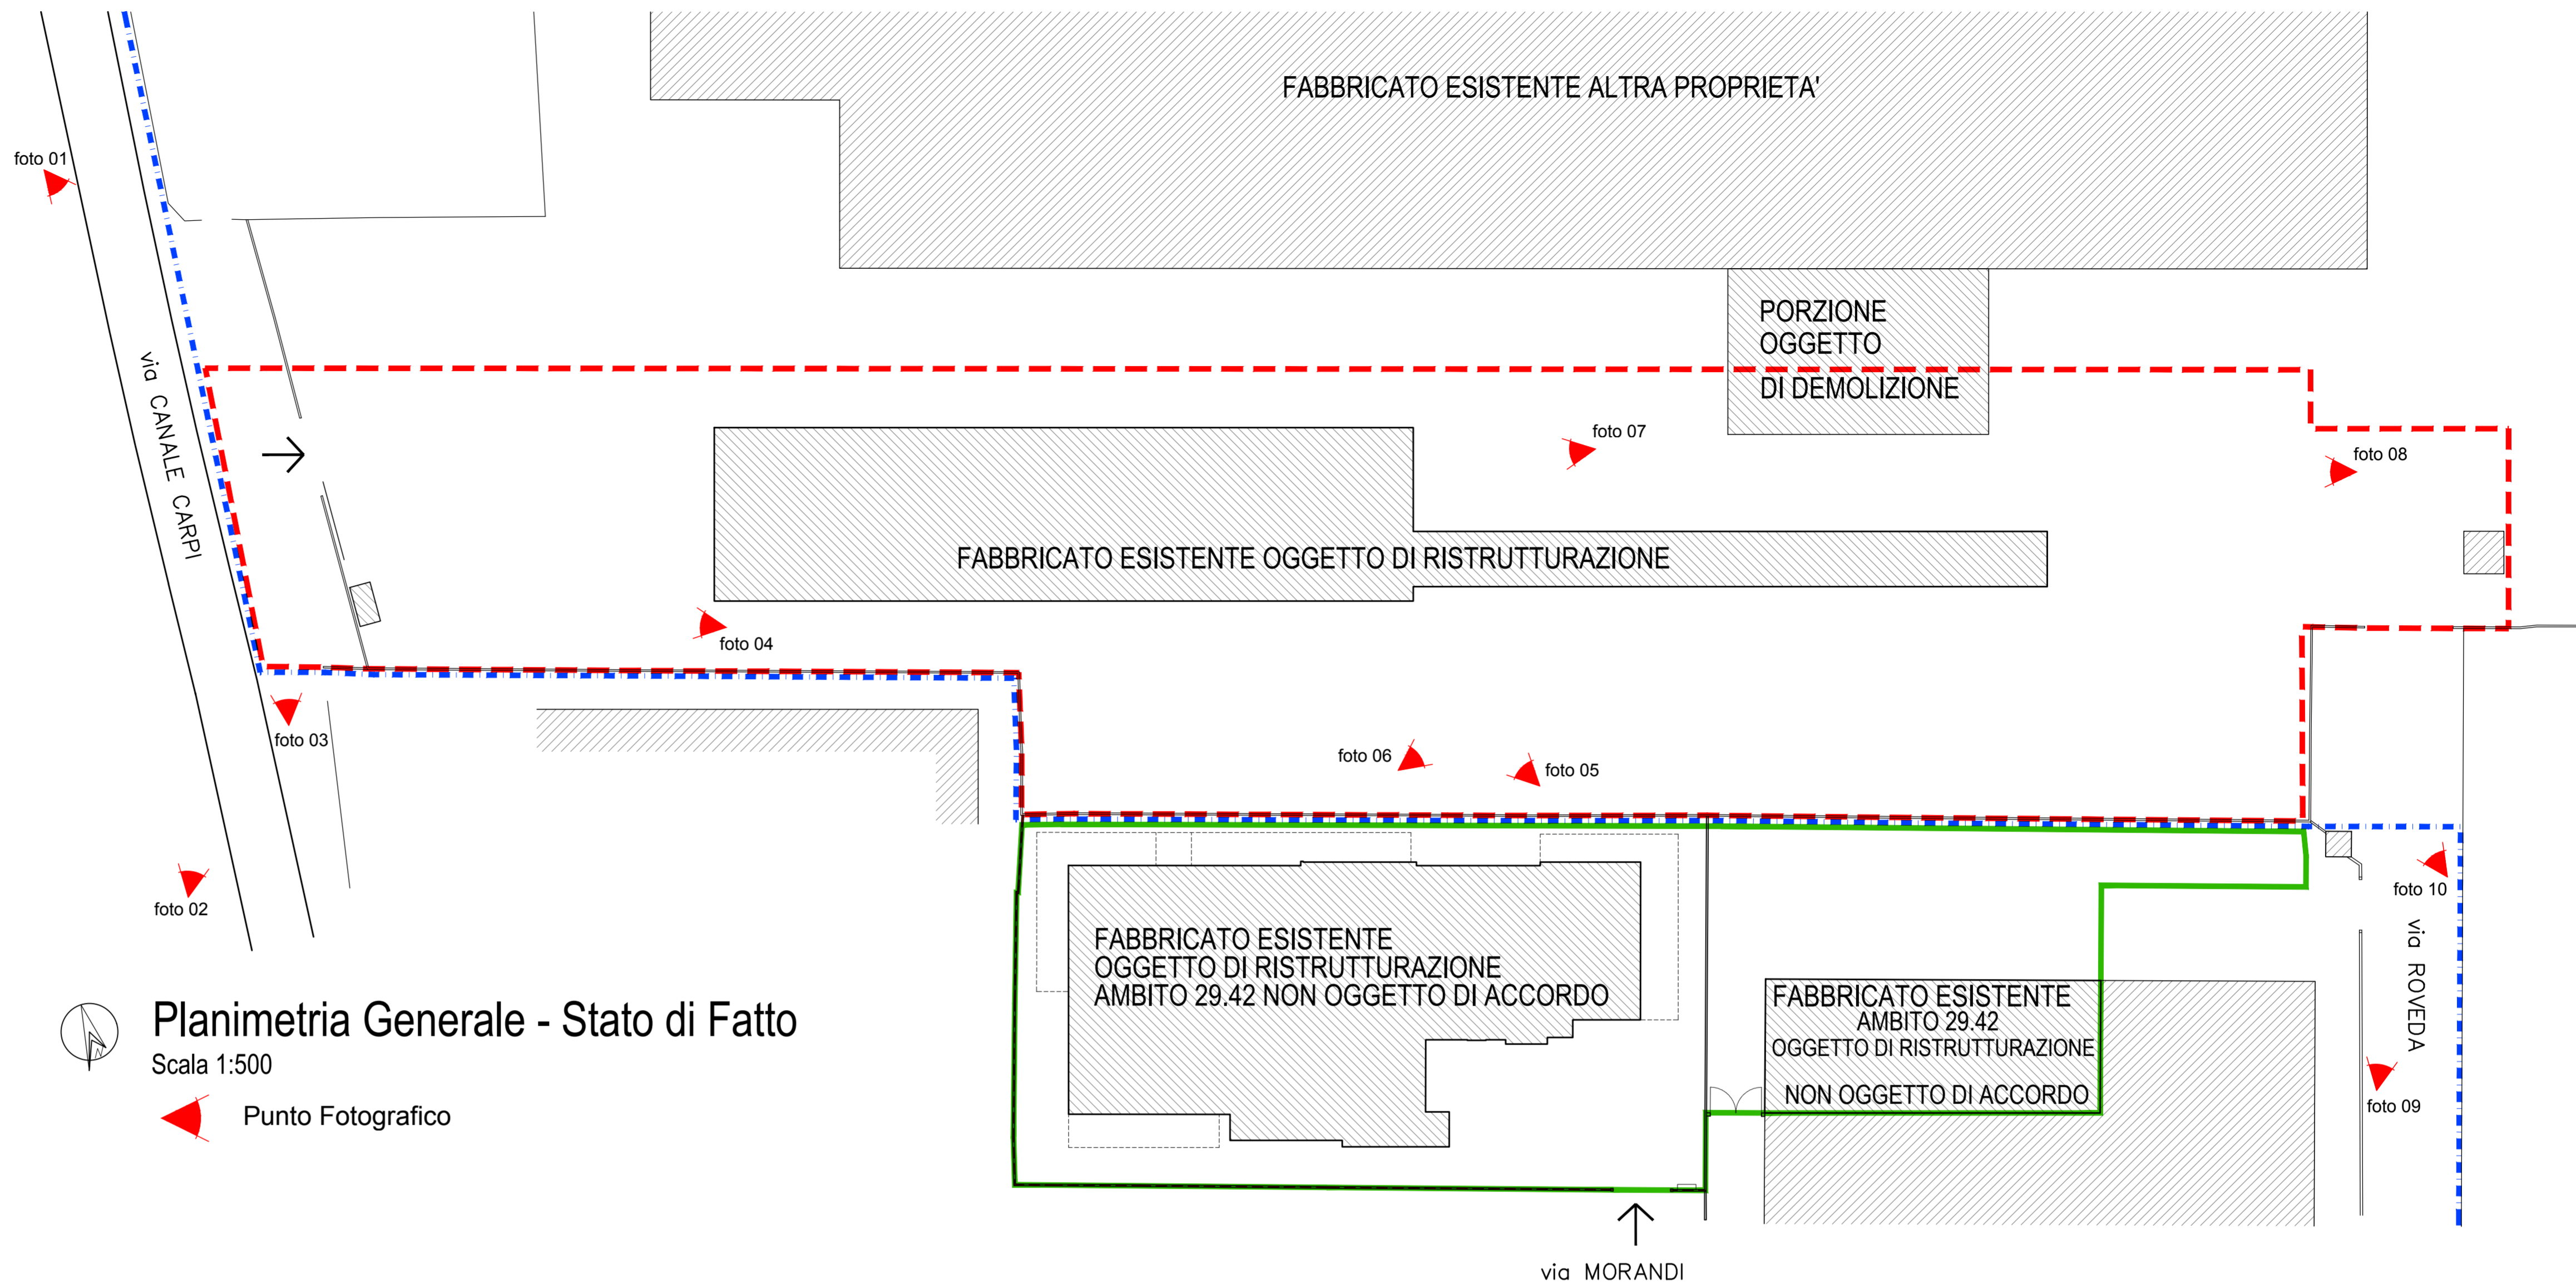 FABBRICATO ESISTENTE ALTRA PROPRIETA'
foto 01
PORZIONE
OGGETTO
DI DEMOLIZIONE
via CANALE CARPI
foto 07
foto 08
FABBRICATO ESISTENTE OGGETTO DI RISTRUTTURAZIONE
foto 04
foto 03
foto 06
foto 05
foto 02
foto 10
via ROVEDA
FABBRICATO ESISTENTE
OGGETTO DI RISTRUTTURAZIONE
AMBITO 29.42 NON OGGETTO DI ACCORDO
FABBRICATO ESISTENTE
AMBITO 29.42
OGGETTO DI RISTRUTTURAZIONE
NON OGGETTO DI ACCORDO
foto 09
N
Planimetria Generale - Stato di Fatto
Scala 1:500
Punto Fotografico
via MORANDI